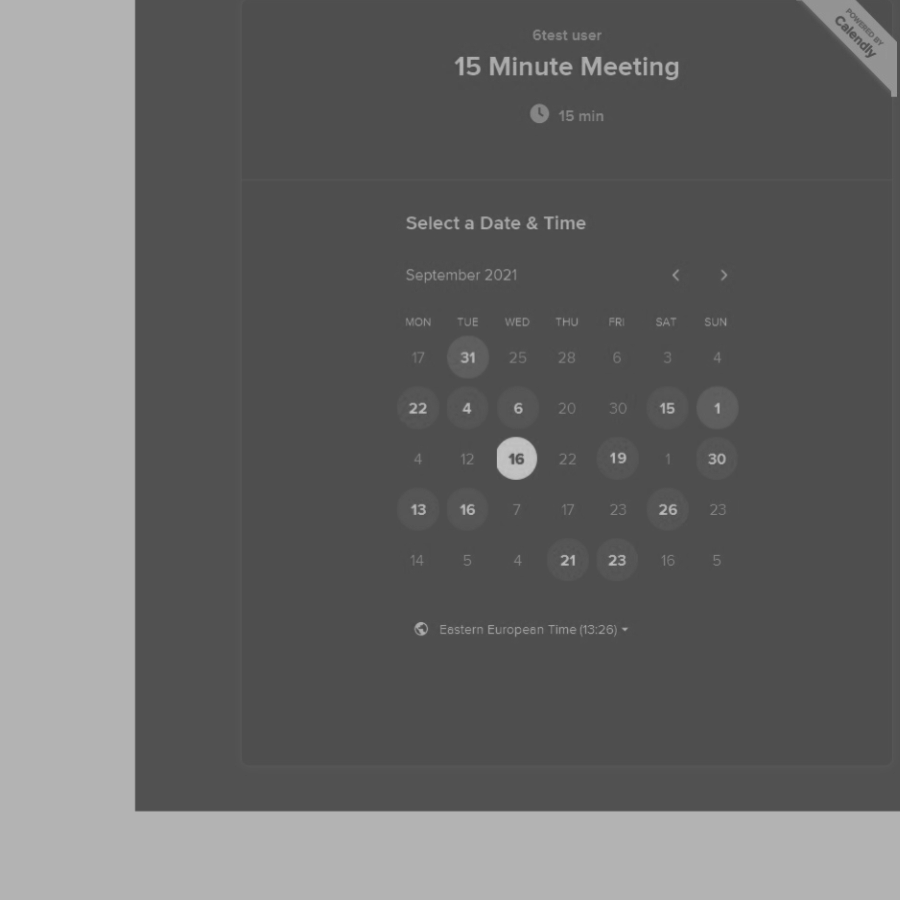 POWERED BY
Calendly
6test user
15 Minute Meeting
15 min
Select a Date & Time
September 2021
MON TUE WED THU FRI SAT SUN
17 31 25 28 6 3 4
22 4 6 20 30 15 1
4 12 16 22 19 1 30
13 16 7 17 23 26 23
14 5 4 21 23 16 5
Eastern European Time (13:26)